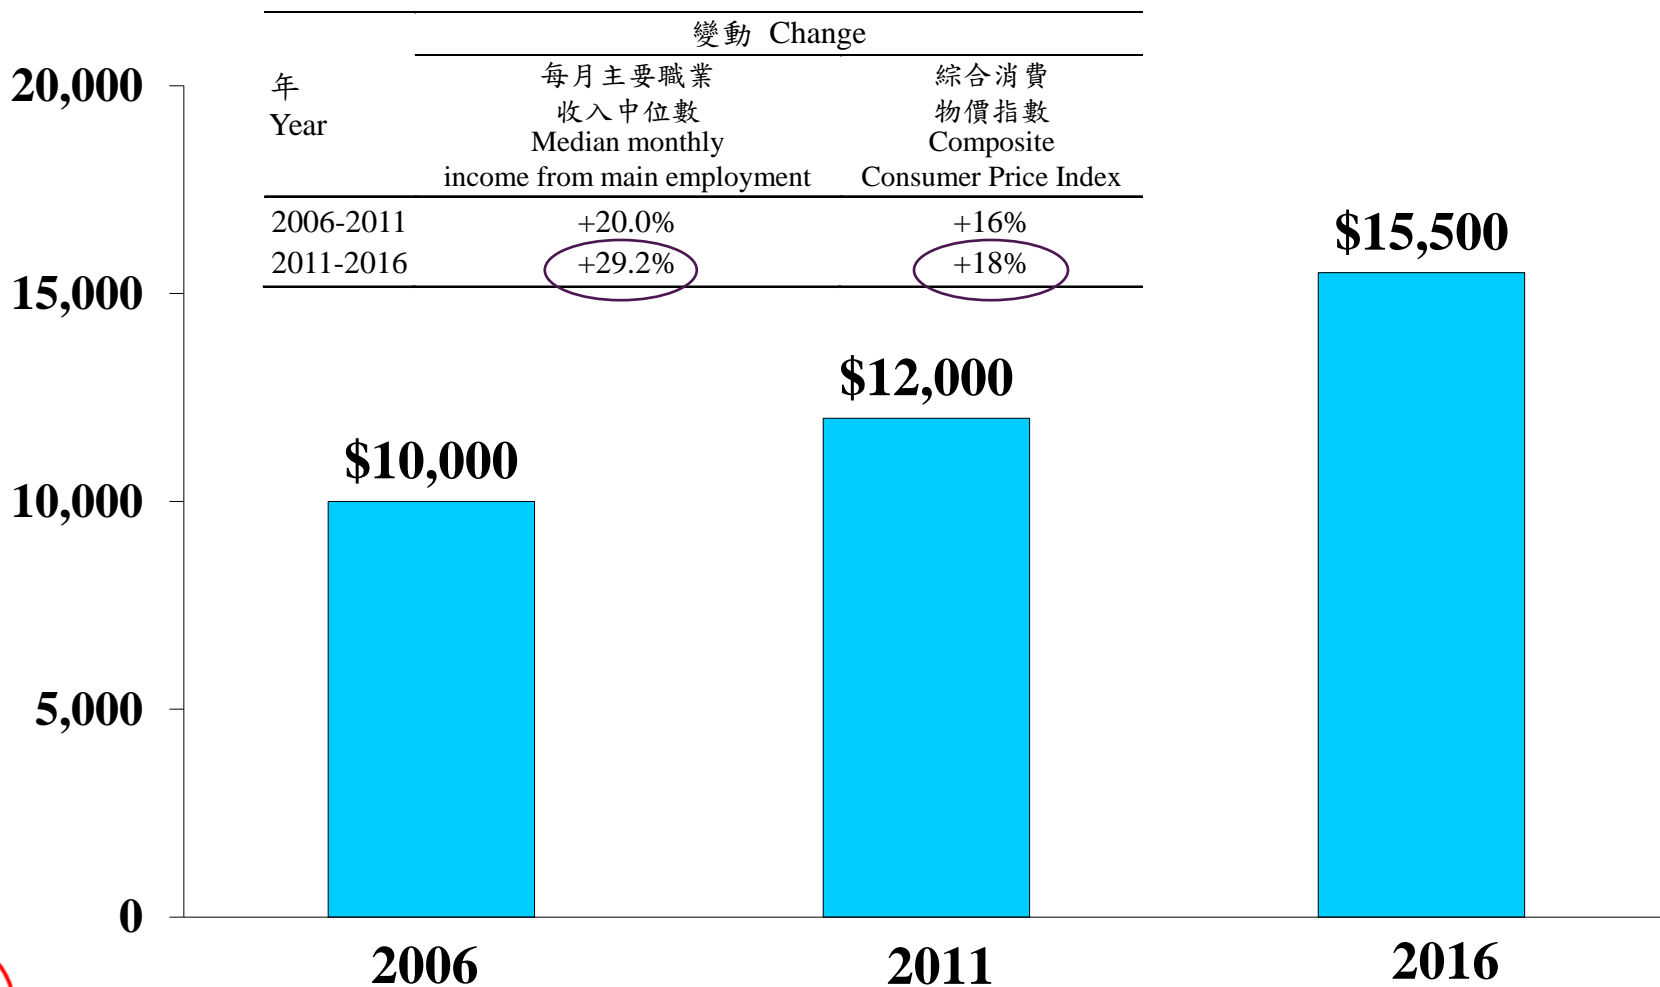 變動 Change
年
Year
每月主要職業
收入中位數
Median monthly
income from main employment
綜合消費
物價指數
Composite
Consumer Price Index
2006-2011 +20.0% +16%
2011-2016 +29.2% +18%
20,000
15,000
10,000
5,000
0
$10,000
$12,000
$15,500
2006
2011
2016